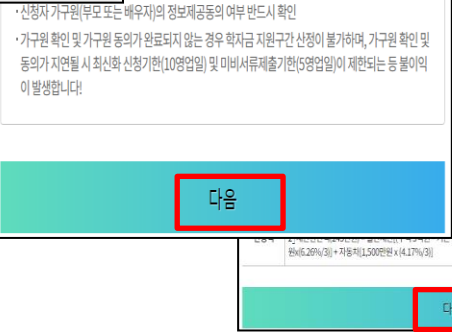 • 신청자 가구원(부모 또는 배우자)의 정보제공동의 여부 반드시 확인
• 가구원 확인 및 가구원 동의가 완료되지 않는 경우 학자금 지원구간 산정이 불가하며, 가구원 확인 및
동의가 지연될 시 최신화 신청기한(10영업일) 및 미비서류제출기한(5영업일)이 제한되는 등 불이익
이 발생합니다!
다음
원x(6.26%/3)] + 자동차[1,500만원 x (4.17%/3)]
다